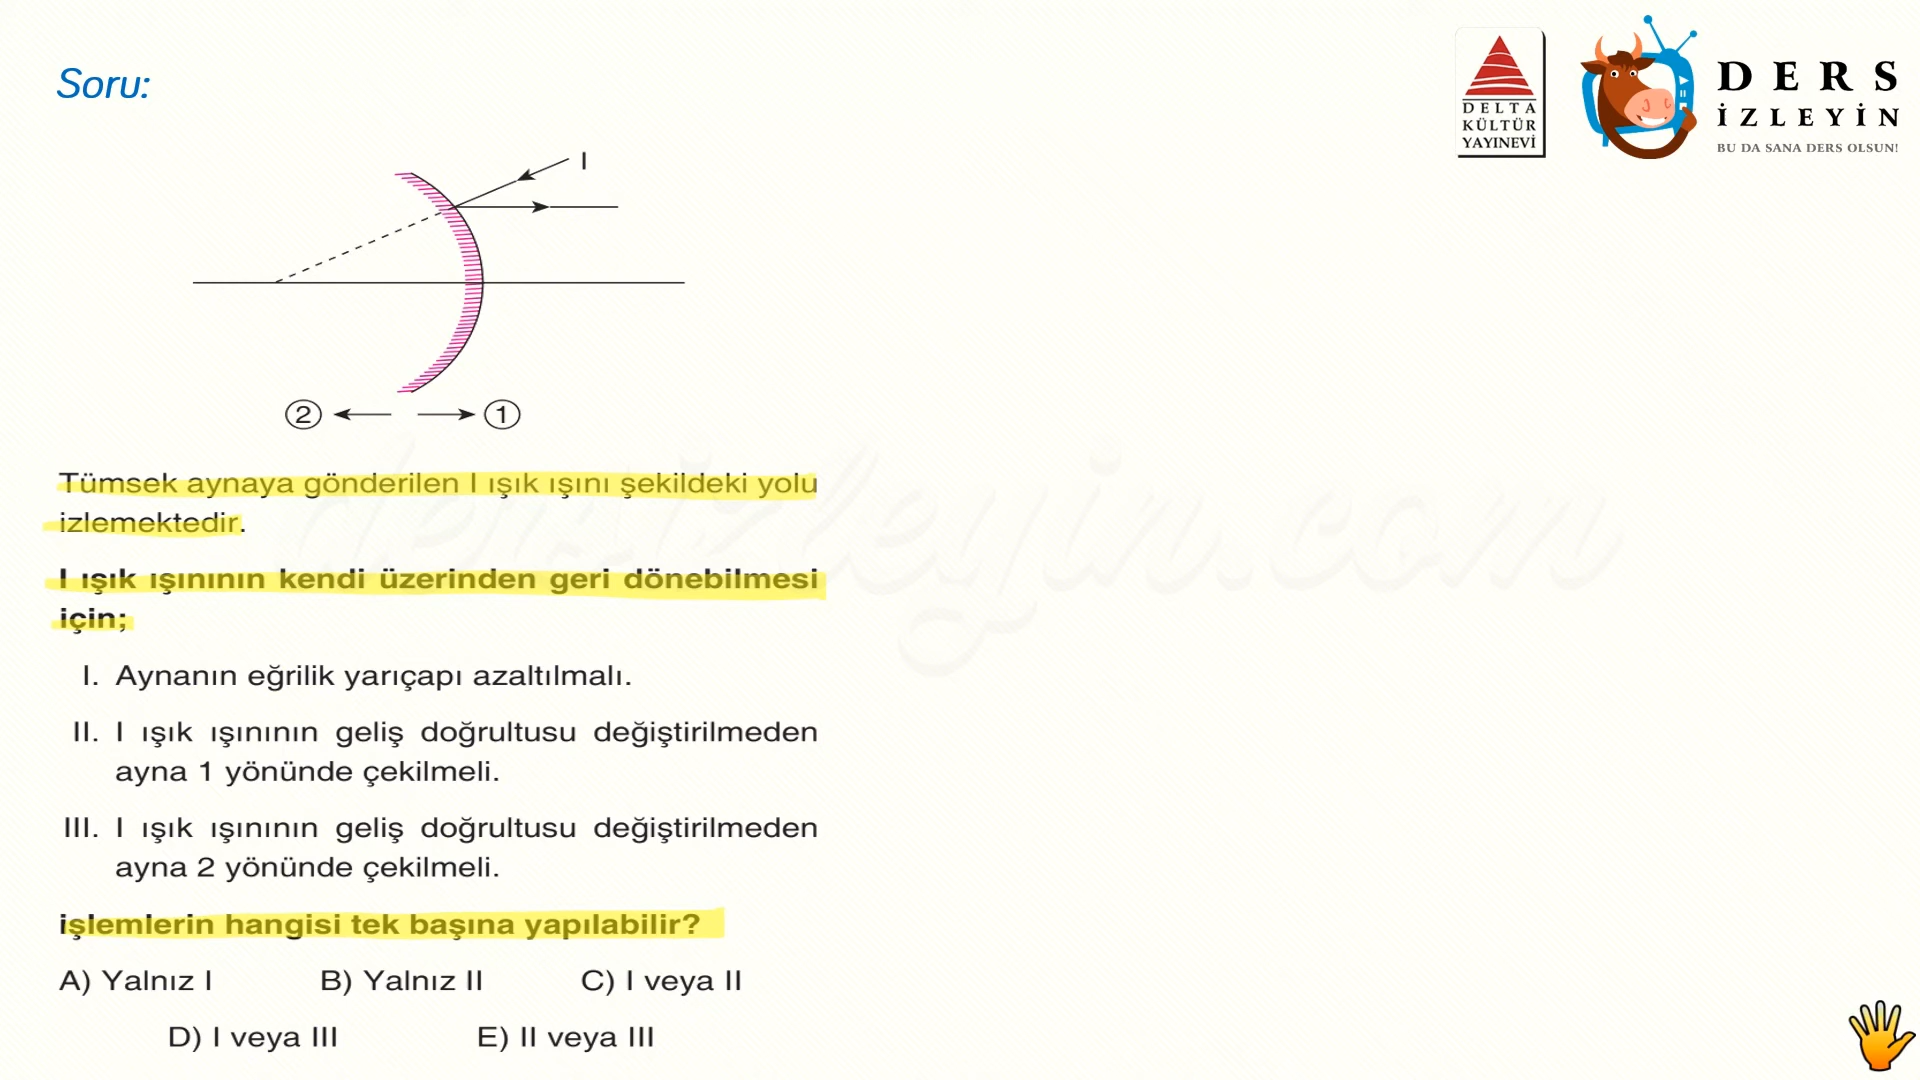 Soru:
DELTA
KÜLTÜR
YAYINEVİ
DERS
İZLEYİN
BU DA SANA DERS OLSUN!
I
2
1
Tümsek aynaya gönderilen I ışık ışını şekildeki yolu
izlemektedir.
I ışık ışınının kendi üzerinden geri dönebilmesi
için;
I. Aynanın eğrilik yarıçapı azaltılmalı.
II. I ışık ışınının geliş doğrultusu değiştirilmeden
ayna 1 yönünde çekilmeli.
III. I ışık ışınının geliş doğrultusu değiştirilmeden
ayna 2 yönünde çekilmeli.
işlemlerin hangisi tek başına yapılabilir?
A) Yalnız I B) Yalnız II C) I veya II
D) I veya III E) II veya III
dersizleyin.com